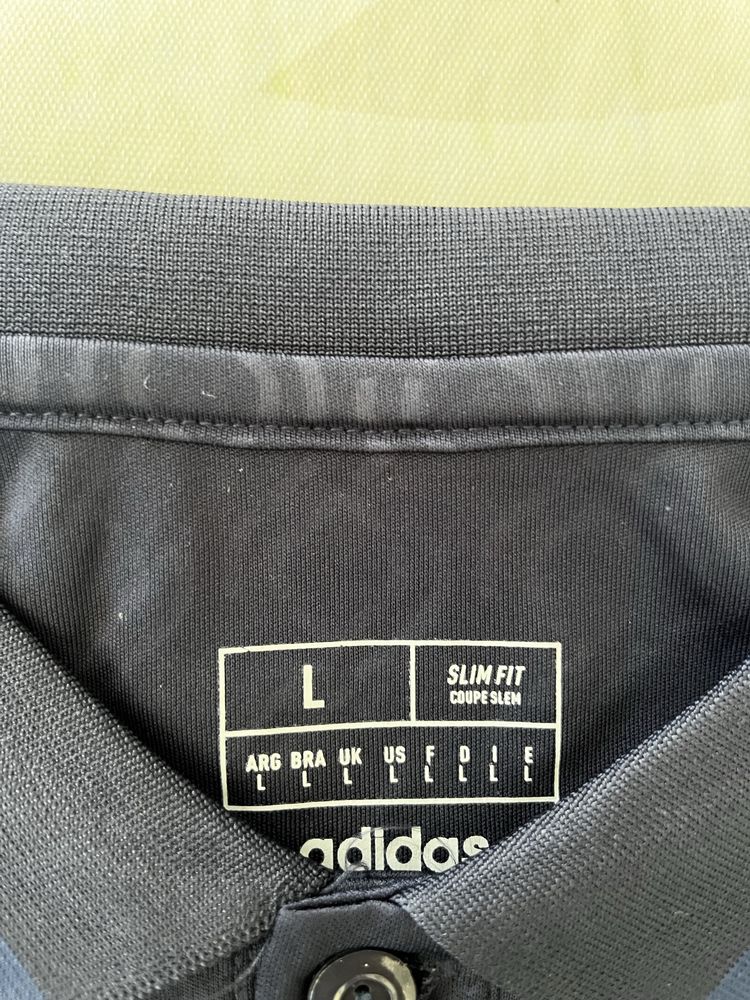 L
SLIM FIT
COUPE SLIM
ARG BRA UK US F D I E
L L L L L L L L
adidas